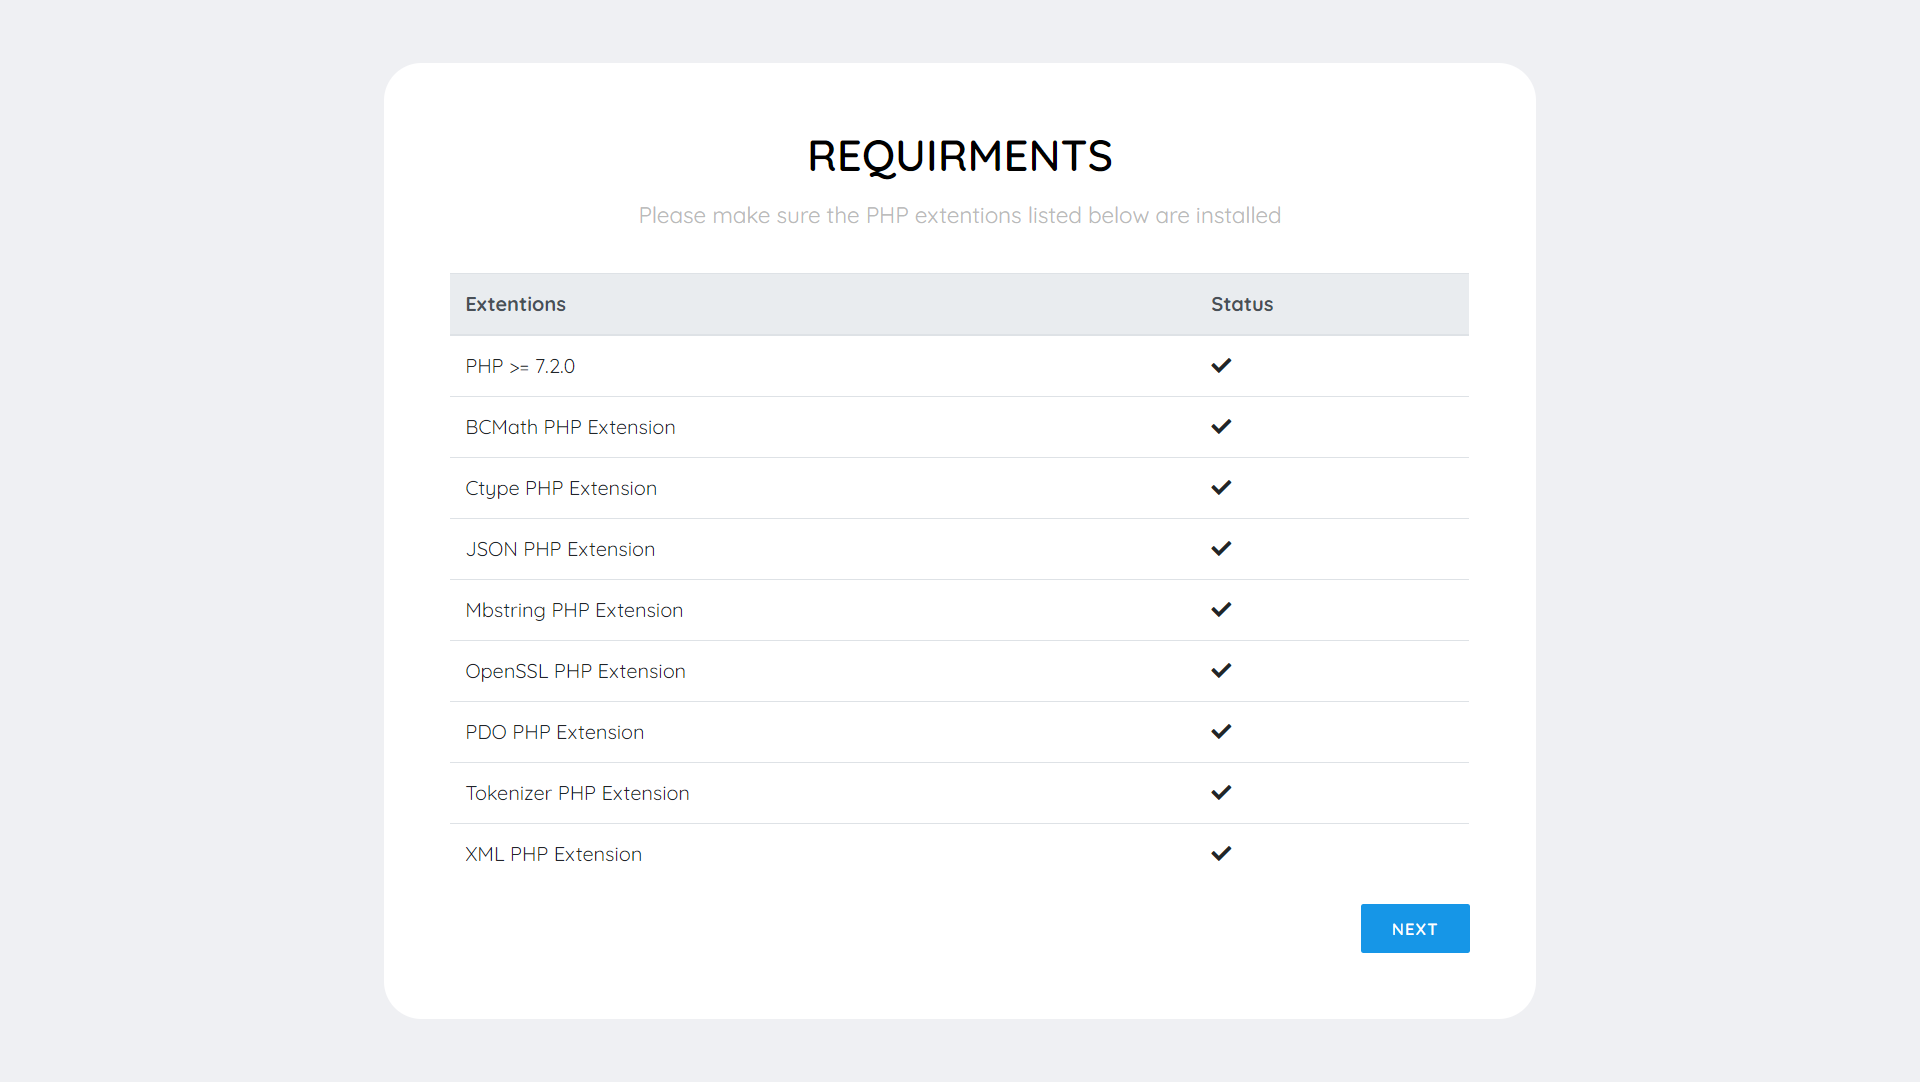 REQUIRMENTS
Please make sure the PHP extentions listed below are installed
Extentions Status
PHP >= 7.2.0
BCMath PHP Extension
Ctype PHP Extension
JSON PHP Extension
Mbstring PHP Extension
OpenSSL PHP Extension
PDO PHP Extension
Tokenizer PHP Extension
XML PHP Extension
NEXT